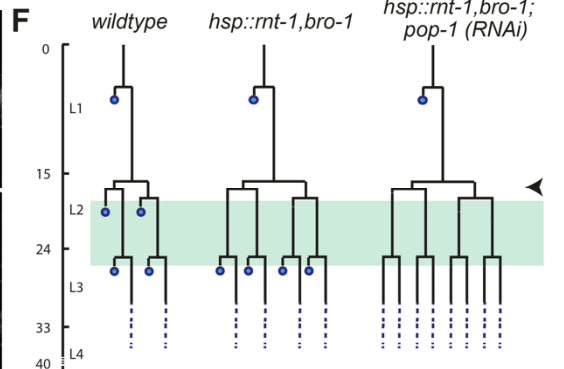 F
wildtype
hsp::rnt-1,bro-1
hsp::rnt-1,bro-1;
pop-1 (RNAi)
0
L1
15
L2
24
L3
33
L4
40